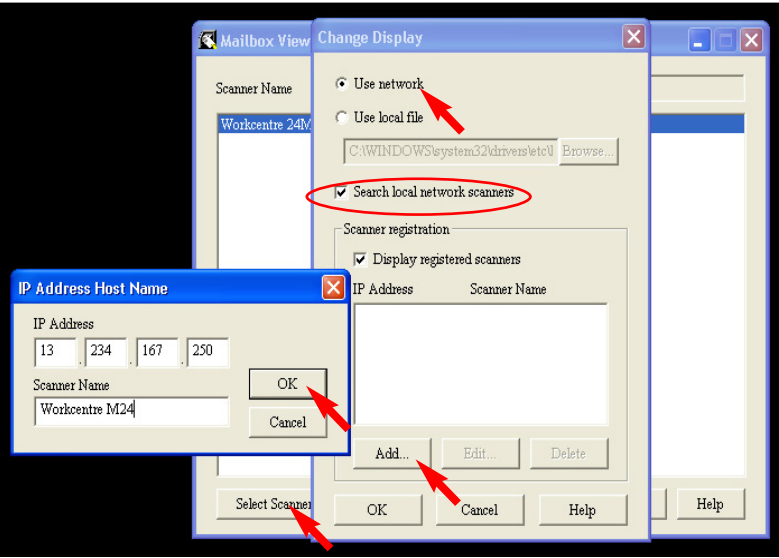 Mailbox View
Scanner Name
Workcentre 24M
Select Scanner
Help
Change Display
Use network
Use local file
C:\WINDOWS\system32\drivers\etc\l
Browse...
Search local network scanners
Scanner registration
Display registered scanners
IP Address Scanner Name
Add... Edit... Delete
OK Cancel Help
IP Address Host Name
IP Address
13 . 234 . 167 . 250
Scanner Name
Workcentre M24
OK
Cancel